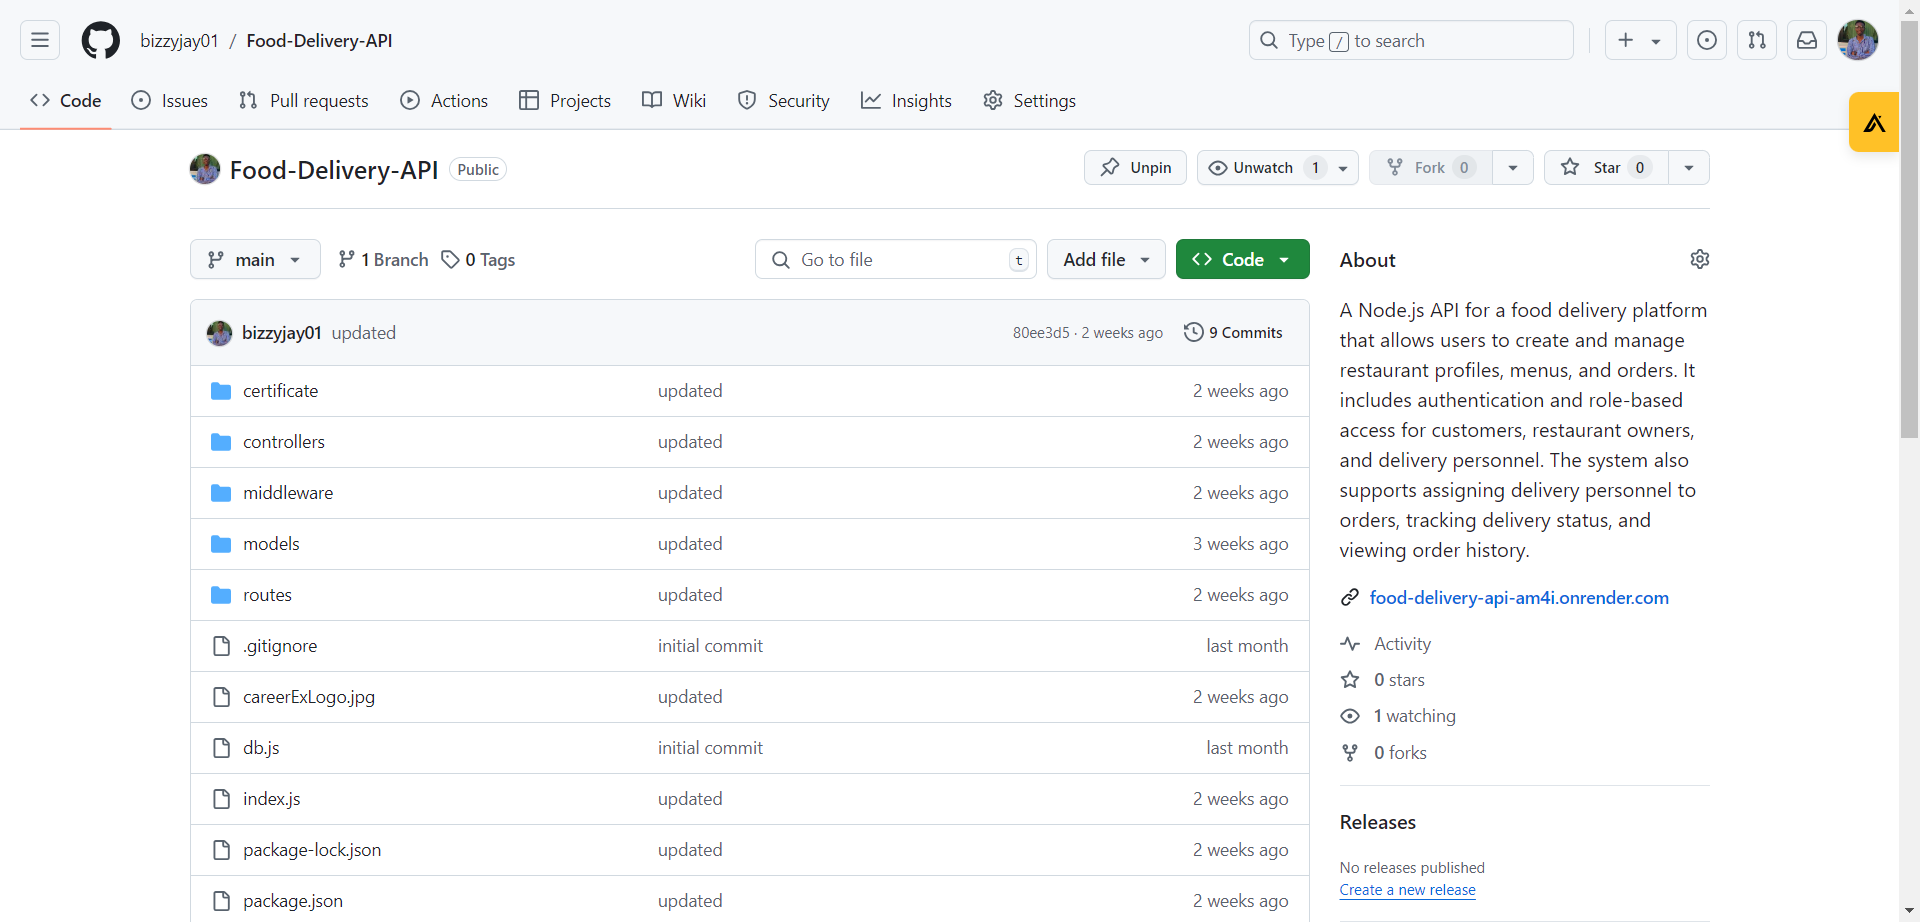 bizzyjay01 / Food-Delivery-API
Type / to search
Code Issues Pull requests Actions Projects Wiki Security Insights Settings
Food-Delivery-API Public
Unpin Unwatch 1 Fork 0 Star 0
main 1 Branch 0 Tags Go to file t Add file Code
bizzyjay01 updated 80ee3d5 · 2 weeks ago 9 Commits
certificate updated 2 weeks ago
controllers updated 2 weeks ago
middleware updated 2 weeks ago
models updated 3 weeks ago
routes updated 2 weeks ago
.gitignore initial commit last month
careerExLogo.jpg updated 2 weeks ago
db.js initial commit last month
index.js updated 2 weeks ago
package-lock.json updated 2 weeks ago
package.json updated 2 weeks ago
About
A Node.js API for a food delivery platform
that allows users to create and manage
restaurant profiles, menus, and orders. It
includes authentication and role-based
access for customers, restaurant owners,
and delivery personnel. The system also
supports assigning delivery personnel to
orders, tracking delivery status, and
viewing order history.
food-delivery-api-am4i.onrender.com
Activity
0 stars
1 watching
0 forks
Releases
No releases published
Create a new release